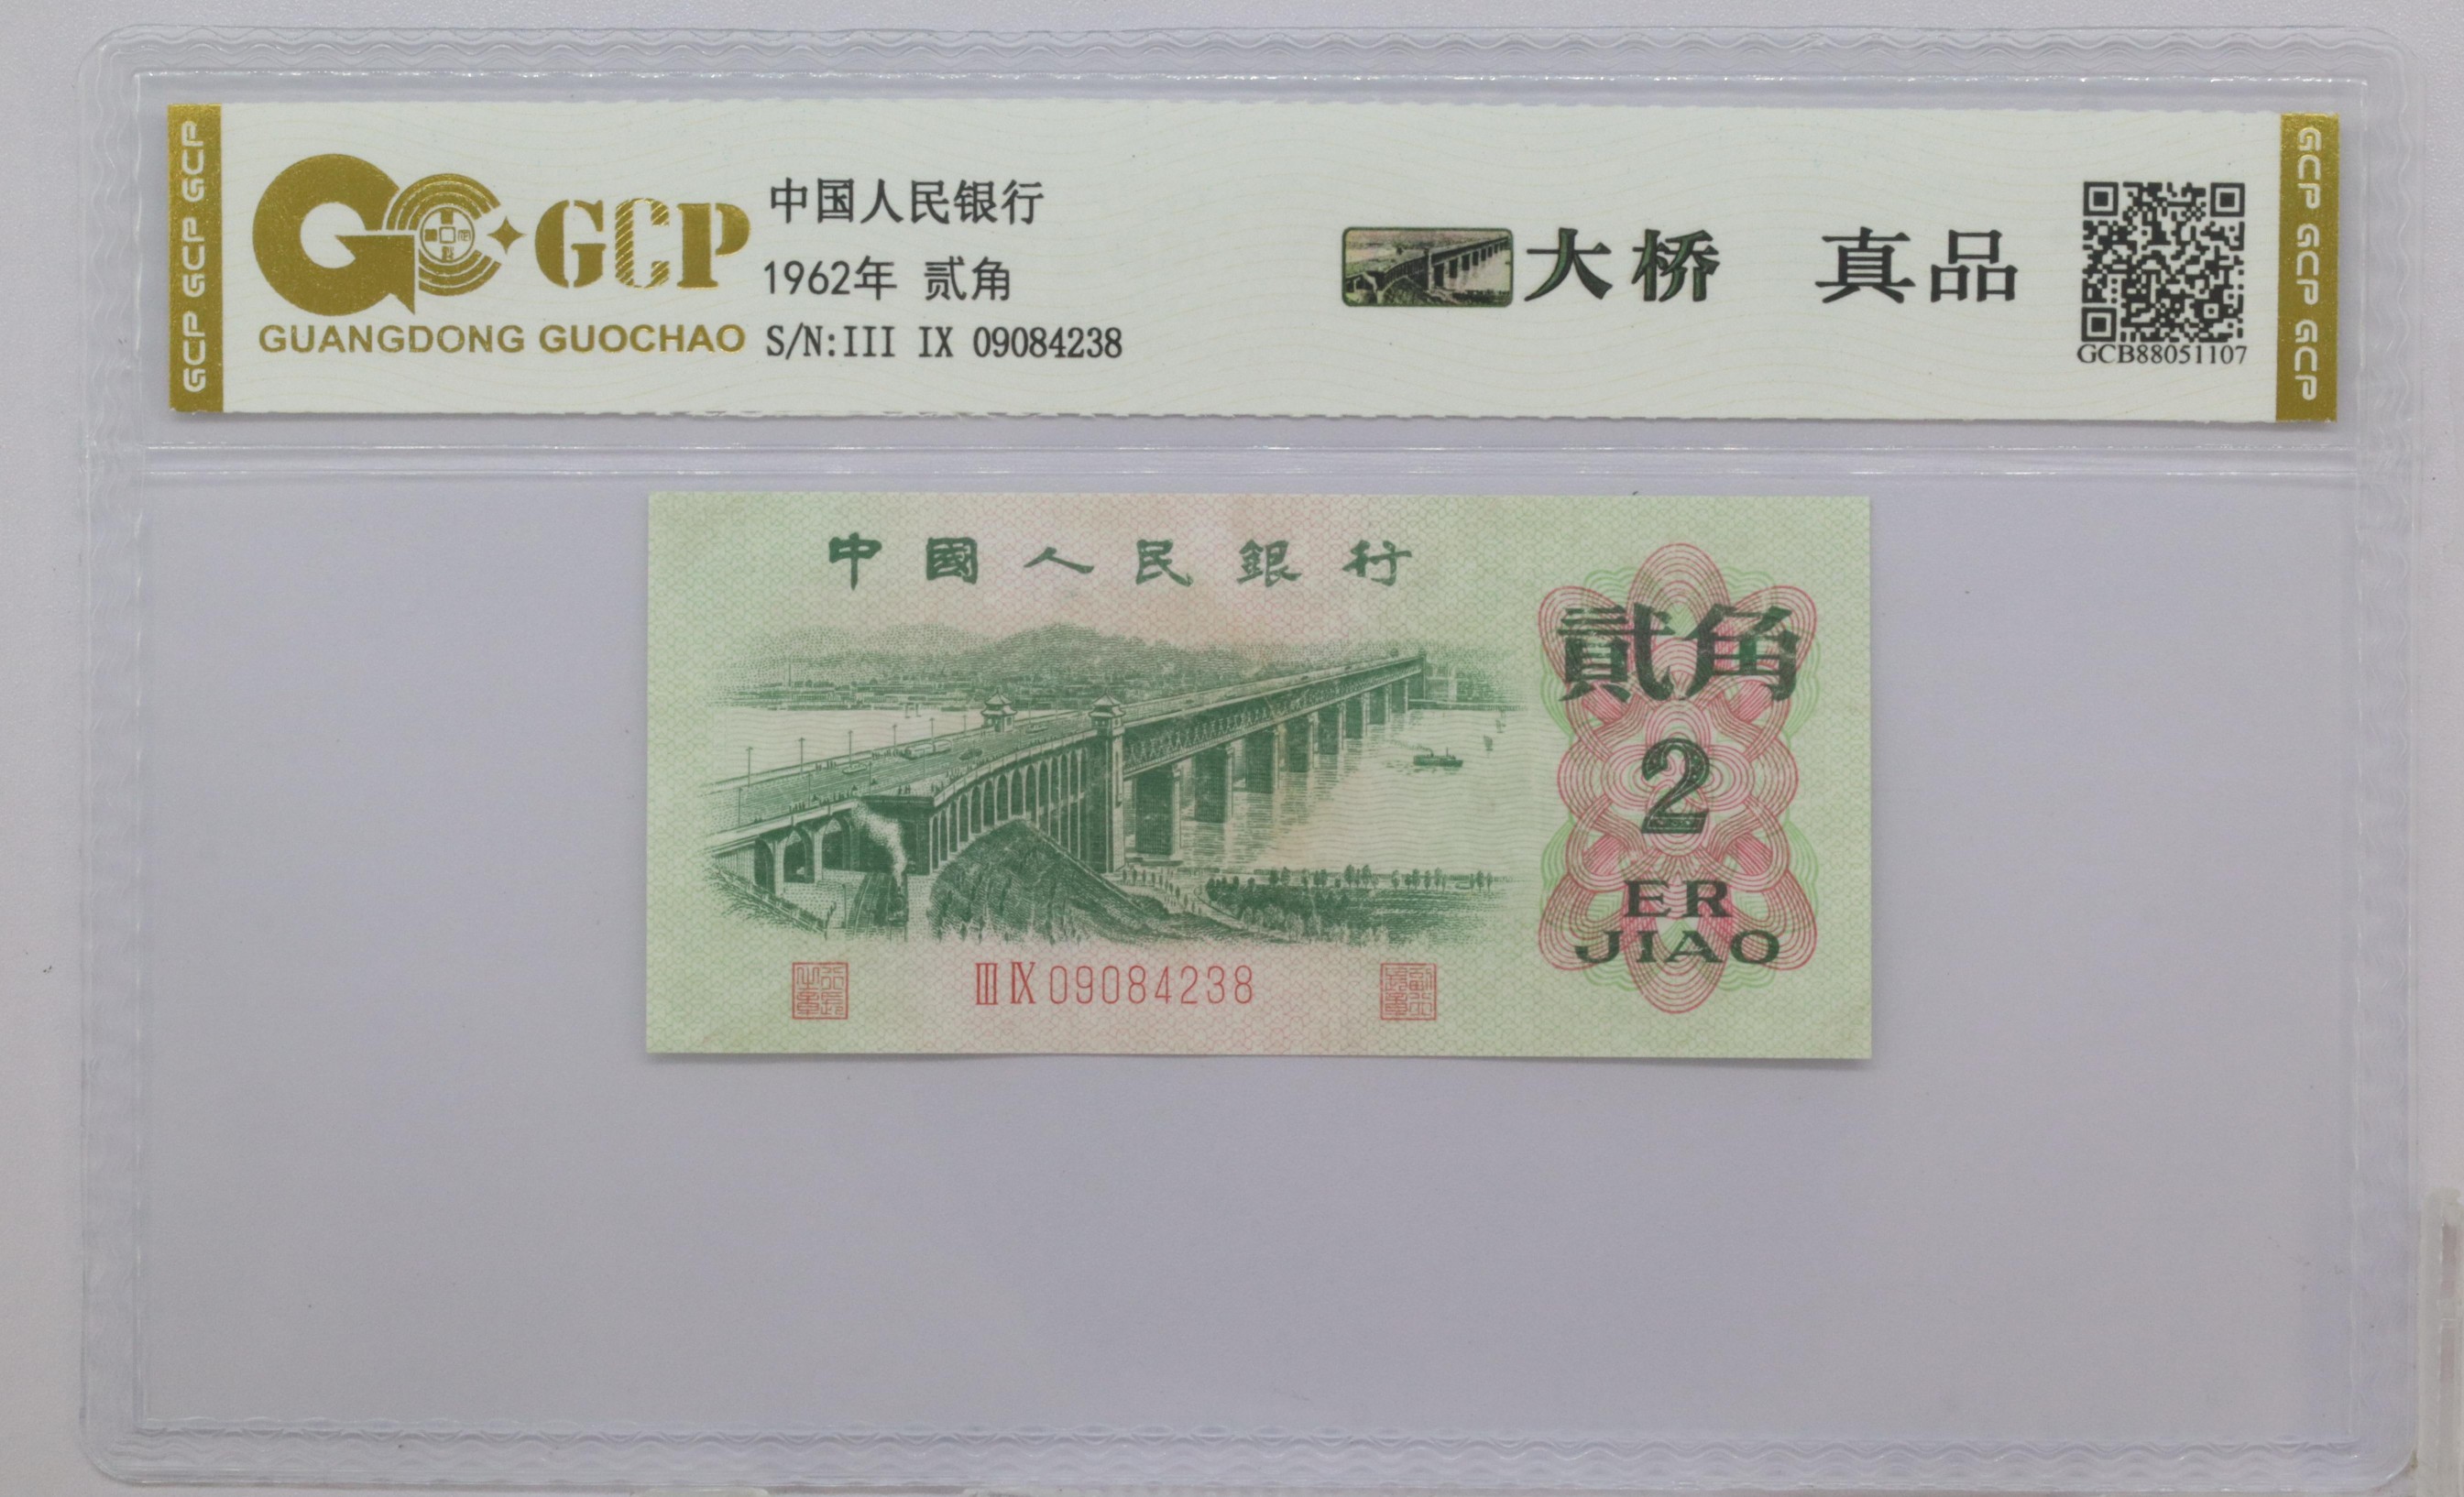 GCP GCP GCP
GCP
GUANGDONG GUOCHAO
中国人民银行
1962年 贰角
S/N:III IX 09084238
大桥 真品
GCB88051107
GCP GCP GCP
中國人民銀行
貳角
2
ER
JIAO
III IX 09084238